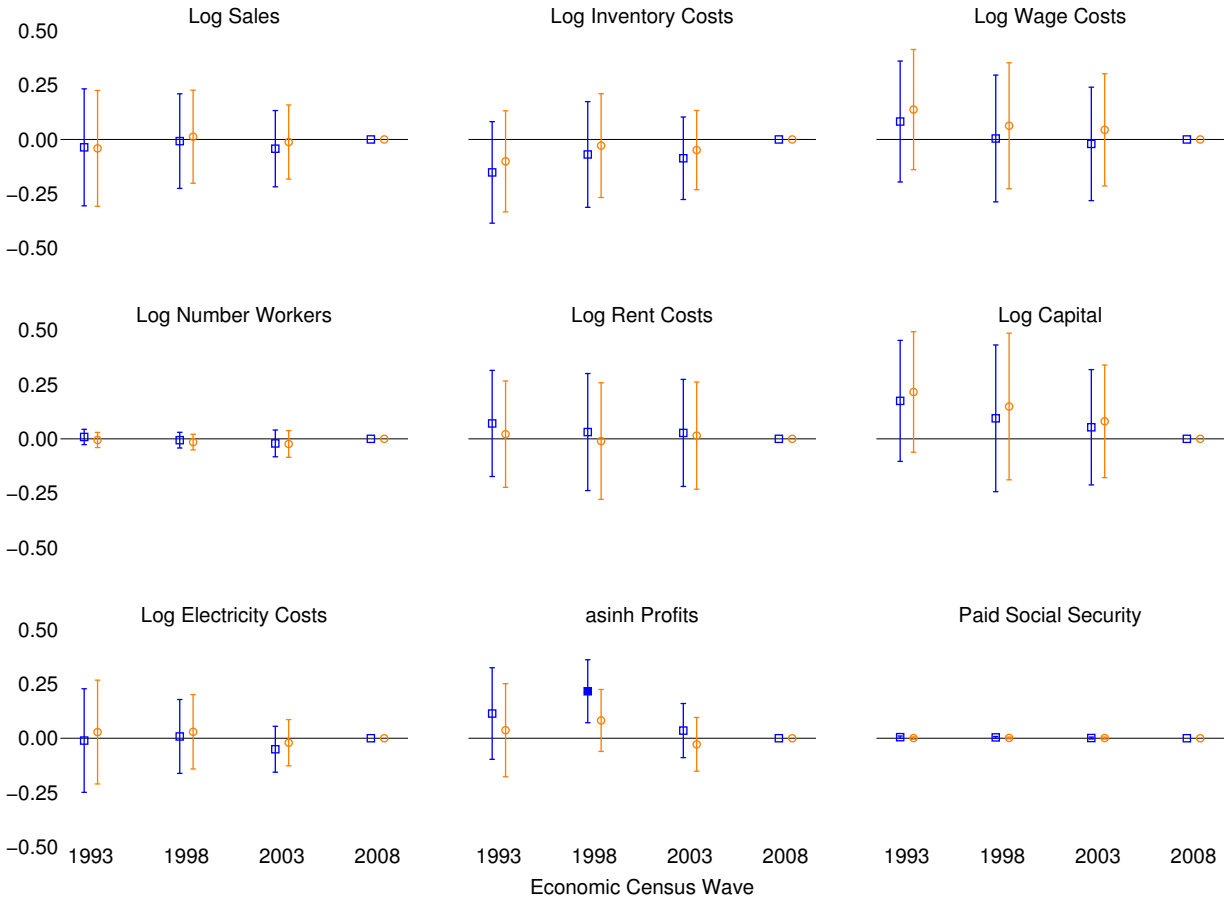 Log Sales
Log Inventory Costs
Log Wage Costs
0.50
0.25
0.00
−0.25
−0.50
Log Number Workers
Log Rent Costs
Log Capital
0.50
0.25
0.00
−0.25
−0.50
Log Electricity Costs
asinh Profits
Paid Social Security
0.50
0.25
0.00
−0.25
−0.50
1993 1998 2003 2008
1993 1998 2003 2008
1993 1998 2003 2008
Economic Census Wave